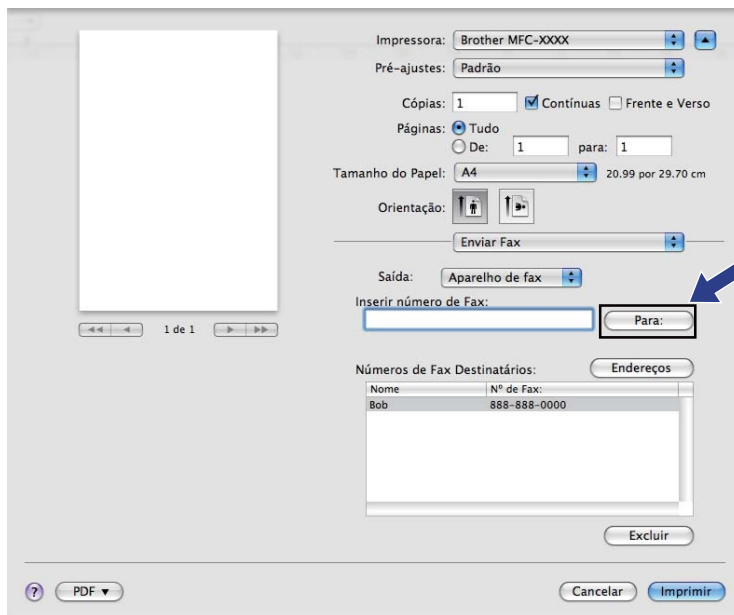 Impressora: Brother MFC-XXXX
Pré-ajustes: Padrão
Cópias: 1 Contínuas Frente e Verso
Páginas: Tudo
De: 1 para: 1
Tamanho do Papel: A4 20.99 por 29.70 cm
Orientação:
Enviar Fax
Saída: Aparelho de fax
Inserir número de Fax:
Para:
1 de 1
Números de Fax Destinatários: Endereços
Nome Nº de Fax:
Bob 888-888-0000
Excluir
? PDF Cancelar Imprimir